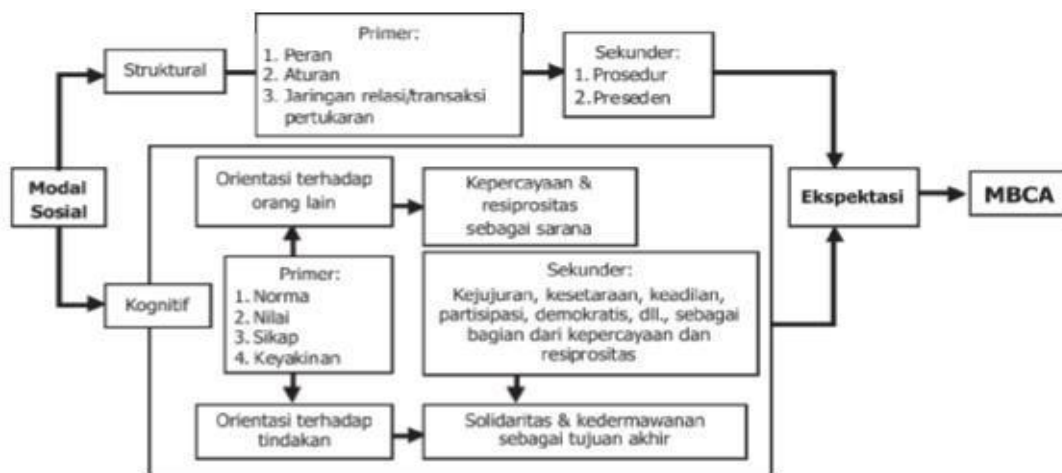 Primer:
1. Peran
2. Aturan
3. Jaringan relasi/transaksi
pertukaran
Struktural
Sekunder:
1. Prosedur
2. Preseden
Modal
Sosial
Kognitif
Orientasi terhadap
orang lain
Kepercayaan &
resiprositas
sebagai sarana
Primer:
1. Norma
2. Nilai
3. Sikap
4. Keyakinan
Sekunder:
Kejujuran, kesetaraan, keadilan,
partisipasi, demokratis, dll., sebagai
bagian dari kepercayaan dan
resiprositas
Orientasi terhadap
tindakan
Solidaritas & kedermawanan
sebagai tujuan akhir
Ekspektasi
MBCA